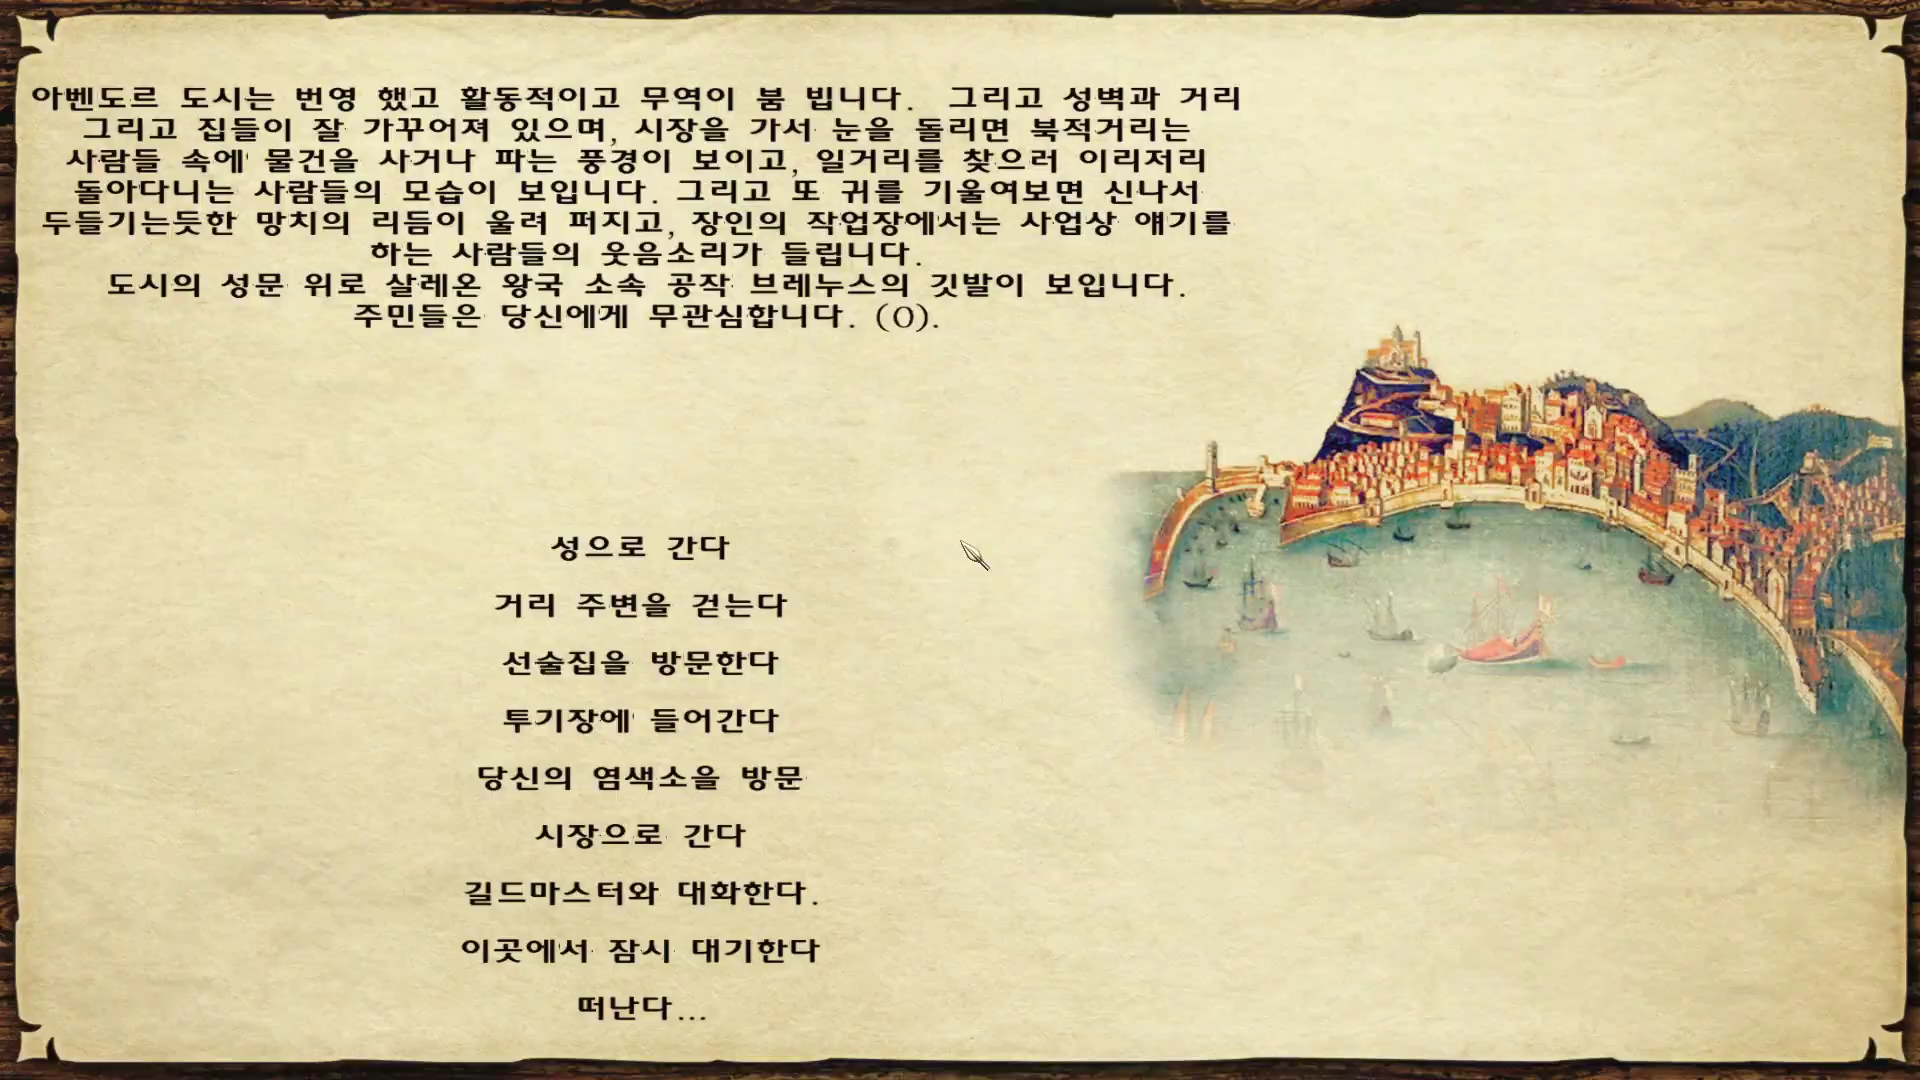 아벤도르 도시는 번영 했고 활동적이고 무역이 붐 빕니다. 그리고 성벽과 거리
그리고 집들이 잘 가꾸어져 있으며, 시장을 가서 눈을 돌리면 북적거리는
사람들 속에 물건을 사거나 파는 풍경이 보이고, 일거리를 찾으러 이리저리
돌아다니는 사람들의 모습이 보입니다. 그리고 또 귀를 기울여보면 신나서
두들기는듯한 망치의 리듬이 울려 퍼지고, 장인의 작업장에서는 사업상 얘기를
하는 사람들의 웃음소리가 들립니다.
도시의 성문 위로 살레온 왕국 소속 공작 브레누스의 깃발이 보입니다.
주민들은 당신에게 무관심합니다. (0).
성으로 간다
거리 주변을 걷는다
선술집을 방문한다
투기장에 들어간다
당신의 염색소을 방문
시장으로 간다
길드마스터와 대화한다.
이곳에서 잠시 대기한다
떠난다...